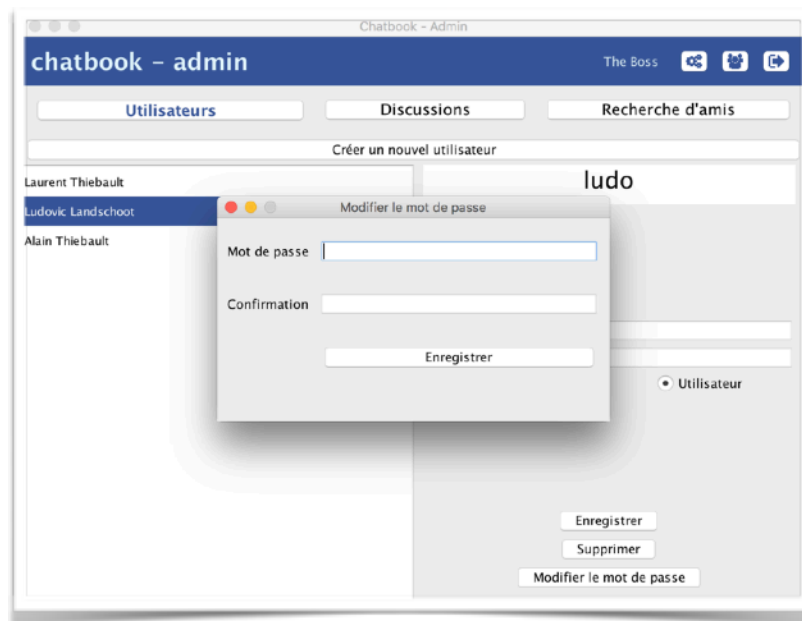 Chatbook - Admin
chatbook - admin
The Boss
Utilisateurs
Discussions
Recherche d'amis
Créer un nouvel utilisateur
Laurent Thiebault
ludo
Ludovic Landschoot
Modifier le mot de passe
Alain Thiebault
Mot de passe
Confirmation
Enregistrer
Utilisateur
Enregistrer
Supprimer
Modifier le mot de passe